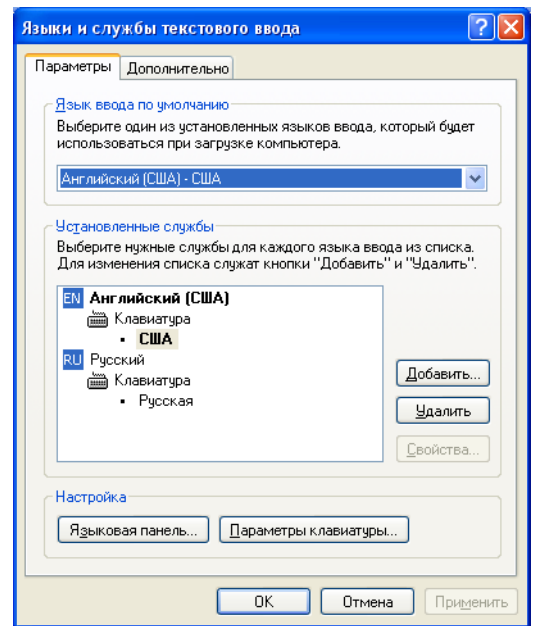 Языки и службы текстового ввода
Параметры
Дополнительно
Язык ввода по умолчанию
Выберите один из установленных языков ввода, который будет
использоваться при загрузке компьютера.
Английский (США) - США
Установленные службы
Выберите нужные службы для каждого языка ввода из списка.
Для изменения списка служат кнопки "Добавить" и "Удалить".
EN Английский (США)
Клавиатура
• США
RU Русский
Клавиатура
• Русская
Добавить...
Удалить
Свойства...
Настройка
Языковая панель...
Параметры клавиатуры...
OK
Отмена
Применить